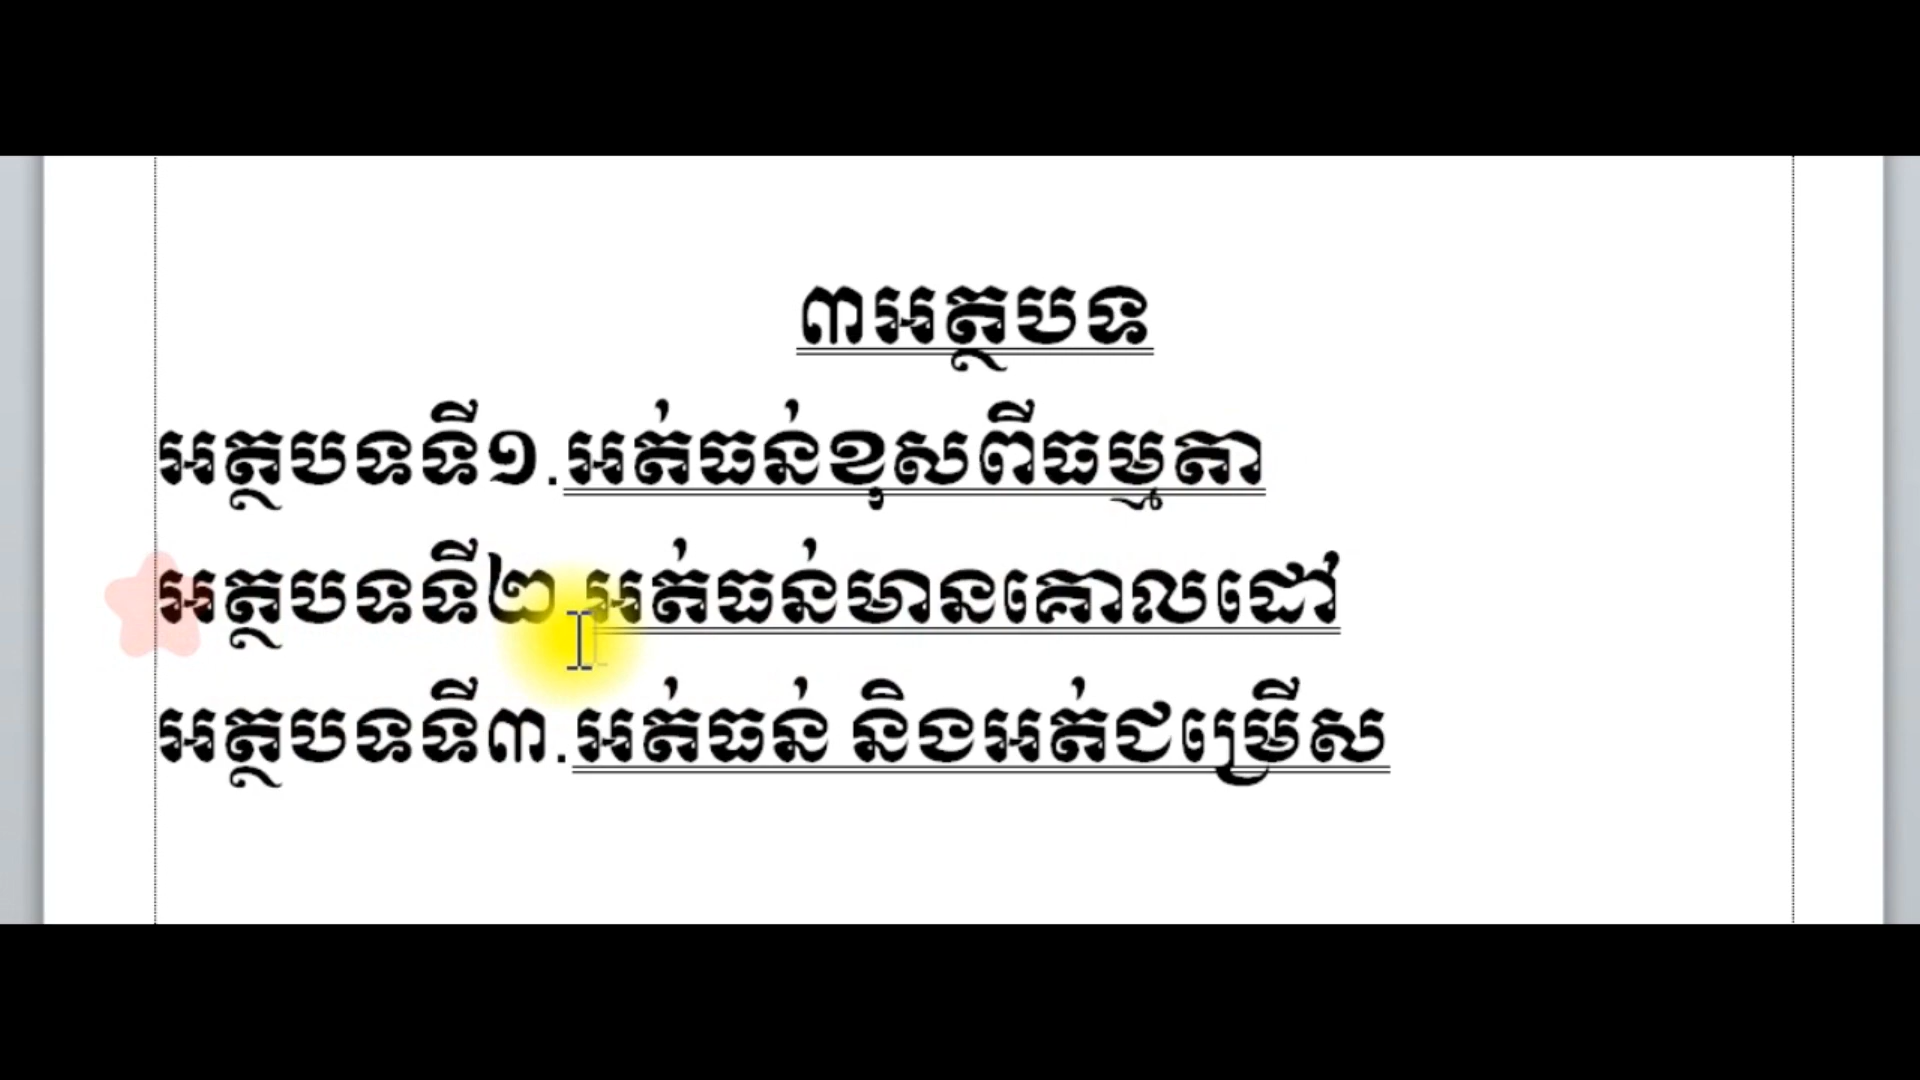 ៣អត្ថបទ
អត្ថបទទី១.អត់ធន់ខុសពីធម្មតា
អត្ថបទទី២.អត់ធន់មានគោលដៅ
អត្ថបទទី៣.អត់ធន់ និងអត់ជម្រើស